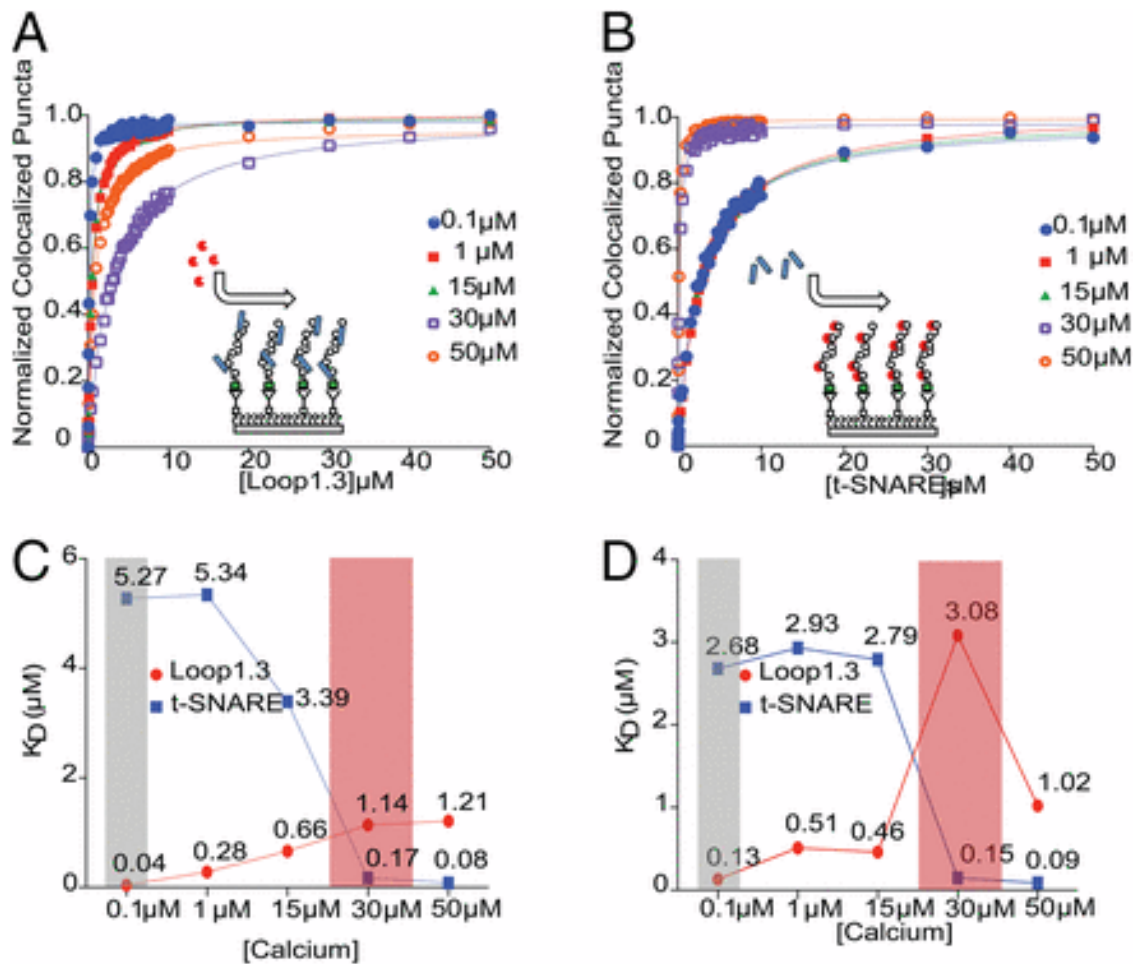 A
Normalized Colocalized Puncta
1.0
0.8
0.6
0.4
0.2
0
0.1µM
1 µM
15µM
30µM
50µM
0 10 20 30 40 50
[Loop1.3]µM
B
Normalized Colocalized Puncta
1.0
0.8
0.6
0.4
0.2
0
0.1µM
1 µM
15µM
30µM
50µM
0 10 20 30 40 50
[t-SNARE]µM
C
K_D (µM)
6
4
2
0
5.27 5.34
Loop1.3
t-SNARE
3.39
0.04 0.28 0.66 1.14 1.21
0.17 0.08
0.1µM 1 µM 15µM 30µM 50µM
[Calcium]
D
K_D (µM)
4
3
2
1
0
2.68 2.93 2.79 3.08
Loop1.3
t-SNARE
0.13 0.51 0.46 1.02
0.15 0.09
0.1µM 1µM 15µM 30µM 50µM
[Calcium]